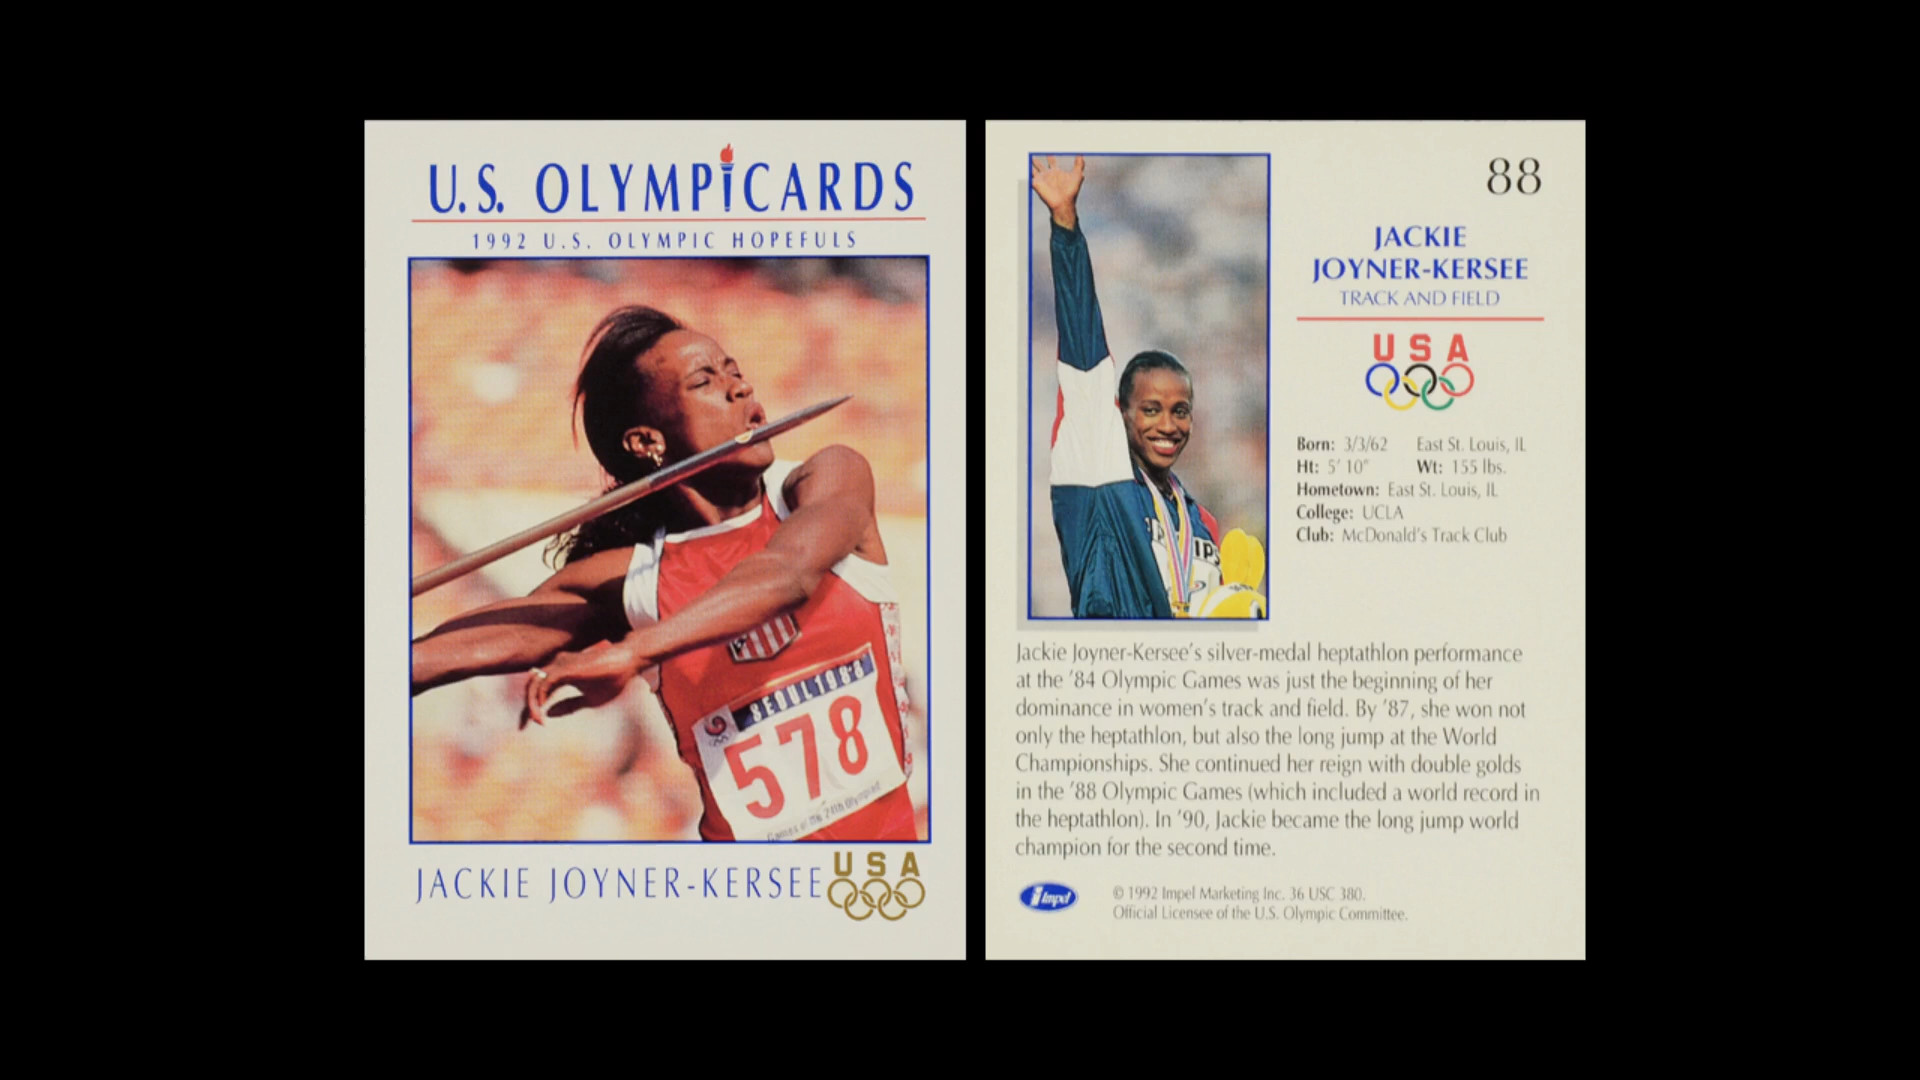 U.S. OLYMPICARDS
1992 U.S. OLYMPIC HOPEFULS
SEOUL 1988
578
Games of the 24th Olympiad
JACKIE JOYNER-KERSEE
USA
88
JACKIE
JOYNER-KERSEE
TRACK AND FIELD
USA
Born: 3/3/62 East St. Louis, IL
Ht: 5' 10" Wt: 155 lbs.
Hometown: East St. Louis, IL
College: UCLA
Club: McDonald's Track Club
Jackie Joyner-Kersee's silver-medal heptathlon performance
at the '84 Olympic Games was just the beginning of her
dominance in women's track and field. By '87, she won not
only the heptathlon, but also the long jump at the World
Championships. She continued her reign with double golds
in the '88 Olympic Games (which included a world record in
the heptathlon). In '90, Jackie became the long jump world
champion for the second time.
Impel
© 1992 Impel Marketing Inc. 36 USC 380.
Official Licensee of the U.S. Olympic Committee.